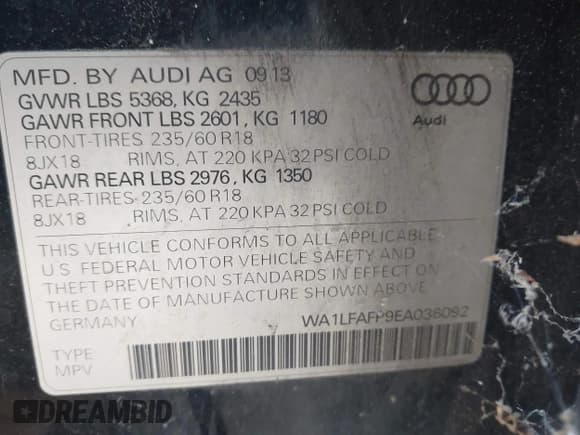 MFD. BY AUDI AG 09 13
GVWR LBS 5368, KG 2435
GAWR FRONT LBS 2601, KG 1180
FRONT-TIRES 235/60 R18
8JX18 RIMS, AT 220 KPA 32 PSI COLD
GAWR REAR LBS 2976, KG 1350
REAR-TIRES 235/60 R18
8JX18 RIMS, AT 220 KPA 32 PSI COLD
Audi
THIS VEHICLE CONFORMS TO ALL APPLICABLE
U.S. FEDERAL MOTOR VEHICLE SAFETY AND
THEFT PREVENTION STANDARDS IN EFFECT ON
THE DATE OF MANUFACTURE SHOWN ABOVE
GERMANY WA1LFAFP9EA036092
TYPE
MPV
DREAMBID